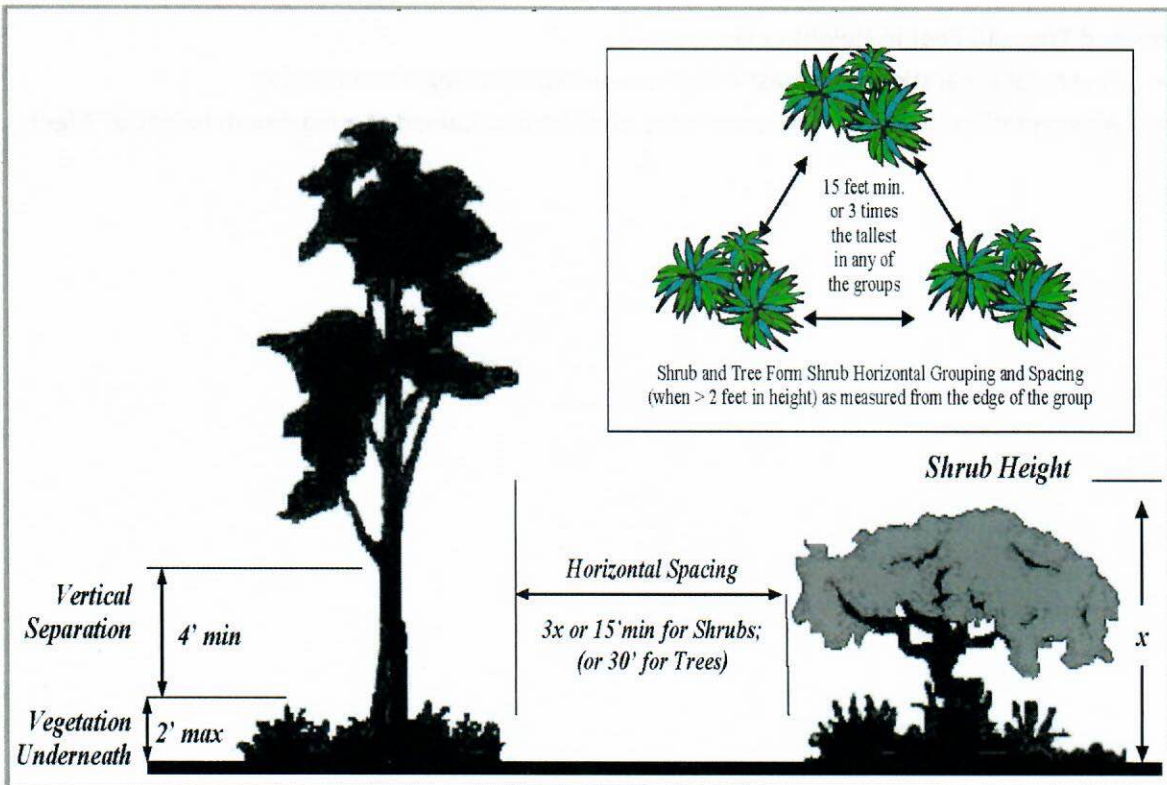 15 feet min.
or 3 times
the tallest
in any of
the groups
Shrub and Tree Form Shrub Horizontal Grouping and Spacing
(when > 2 feet in height) as measured from the edge of the group
Shrub Height
Vertical
Separation
4' min
Horizontal Spacing
3x or 15'min for Shrubs;
(or 30' for Trees)
x
Vegetation
Underneath
2' max